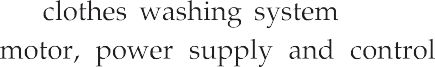 clothes washing system
motor, power supply and control